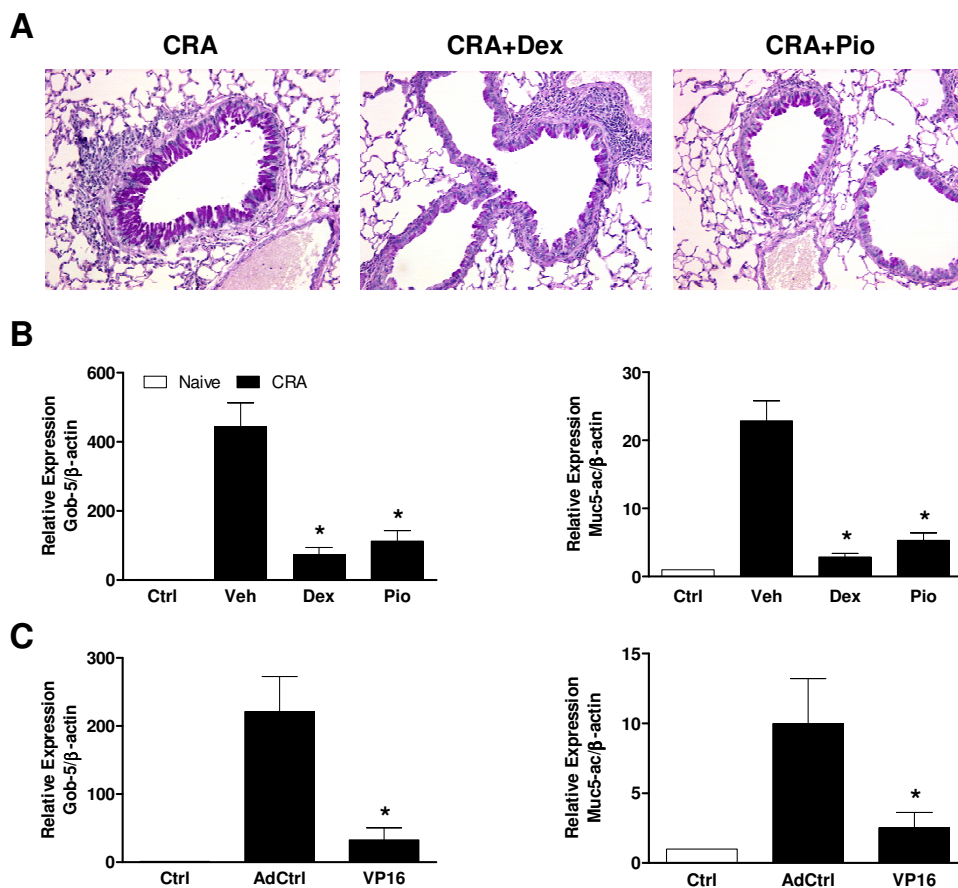 A
CRA
CRA+Dex
CRA+Pio
B
Relative Expression
Gob-5/β-actin
600
400
200
0
Naive
CRA
*
*
Ctrl
Veh
Dex
Pio
Relative Expression
Muc5-ac/β-actin
30
20
10
0
*
*
Ctrl
Veh
Dex
Pio
C
Relative Expression
Gob-5/β-actin
300
200
100
0
*
Ctrl
AdCtrl
VP16
Relative Expression
Muc5-ac/β-actin
15
10
5
0
*
Ctrl
AdCtrl
VP16